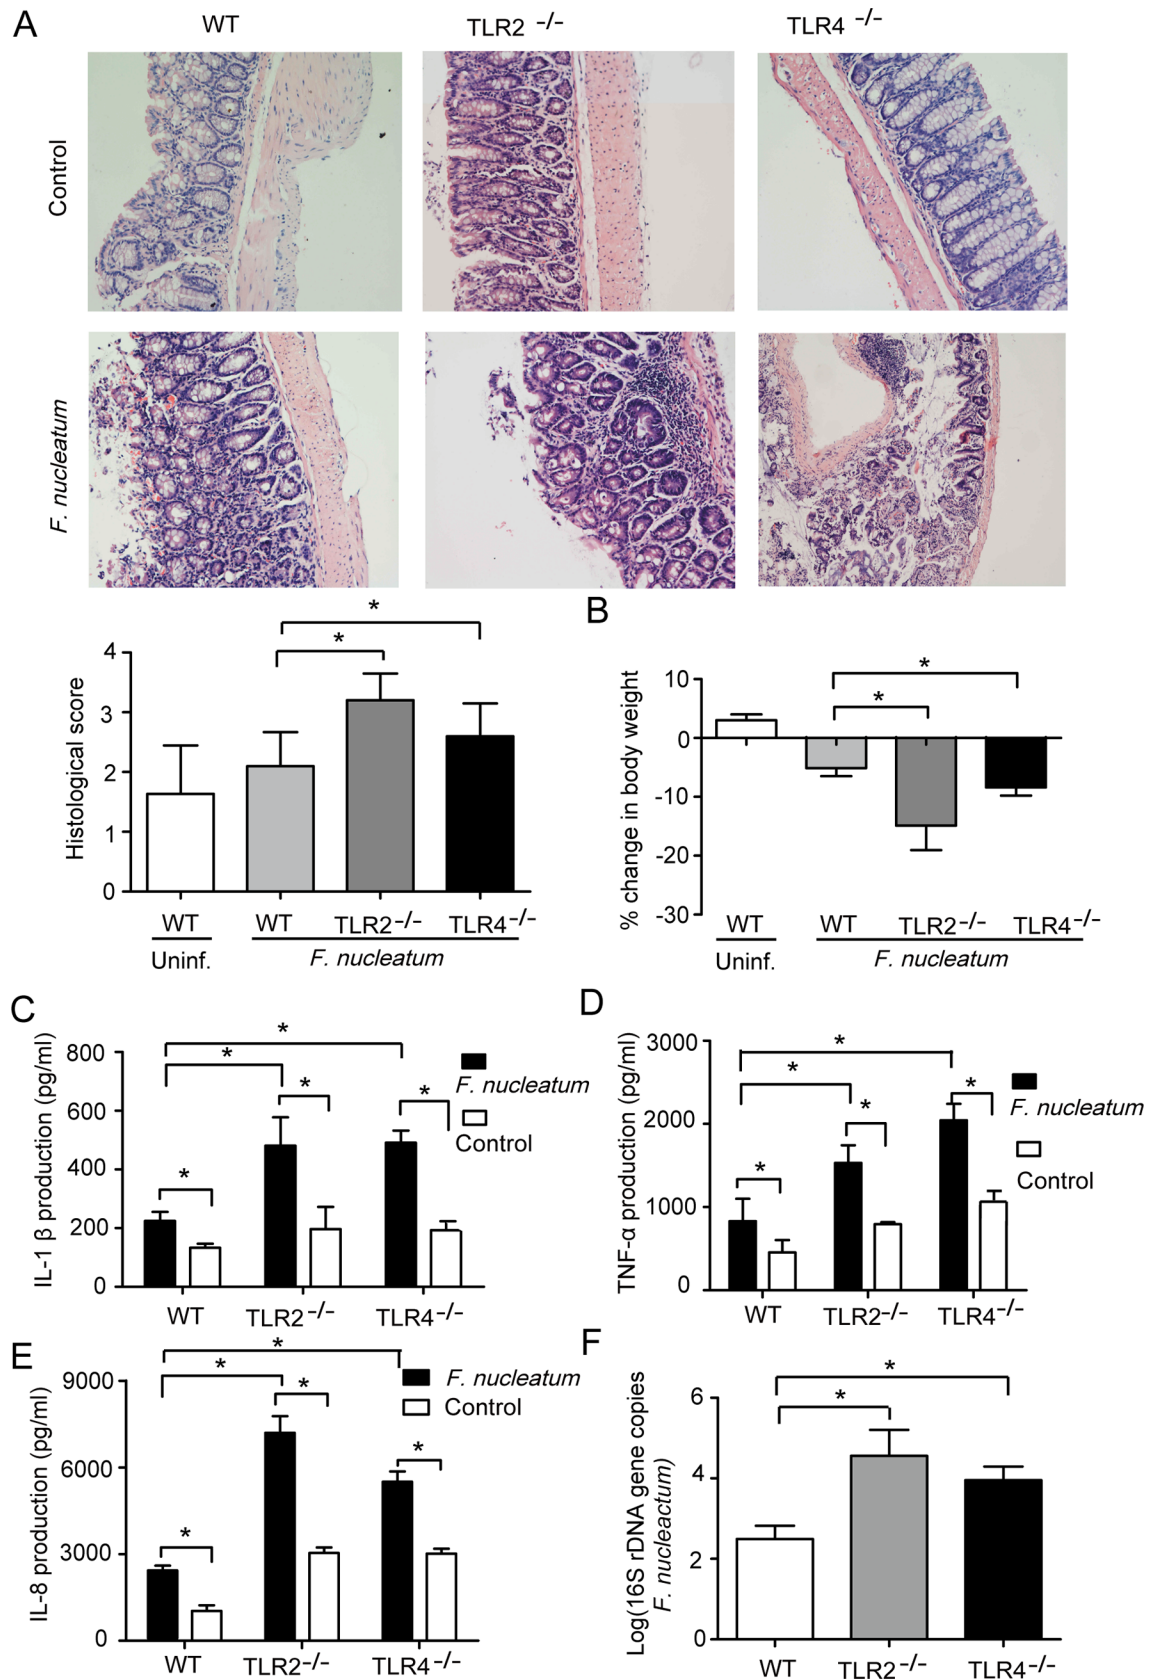 A
WT
TLR2 -/-
TLR4 -/-
Control
F. nucleatum
*
*
Histological score
4
3
2
1
0
WT
WT
TLR2-/-
TLR4-/-
Uninf.
F. nucleatum
B
*
*
% change in body weight
10
0
-10
-20
-30
WT
WT
TLR2-/-
TLR4-/-
Uninf.
F. nucleatum
C
IL-1 β production (pg/ml)
800
600
400
200
0
*
*
*
*
*
F. nucleatum
Control
WT
TLR2-/-
TLR4-/-
D
TNF-α production (pg/ml)
3000
2000
1000
0
*
*
*
*
*
F. nucleatum
Control
WT
TLR2-/-
TLR4-/-
E
IL-8 production (pg/ml)
9000
6000
3000
0
*
*
*
*
*
F. nucleatum
Control
WT
TLR2-/-
TLR4-/-
F
Log(16S rDNA gene copies
F. nucleactum)
6
4
2
0
*
*
WT
TLR2-/-
TLR4-/-